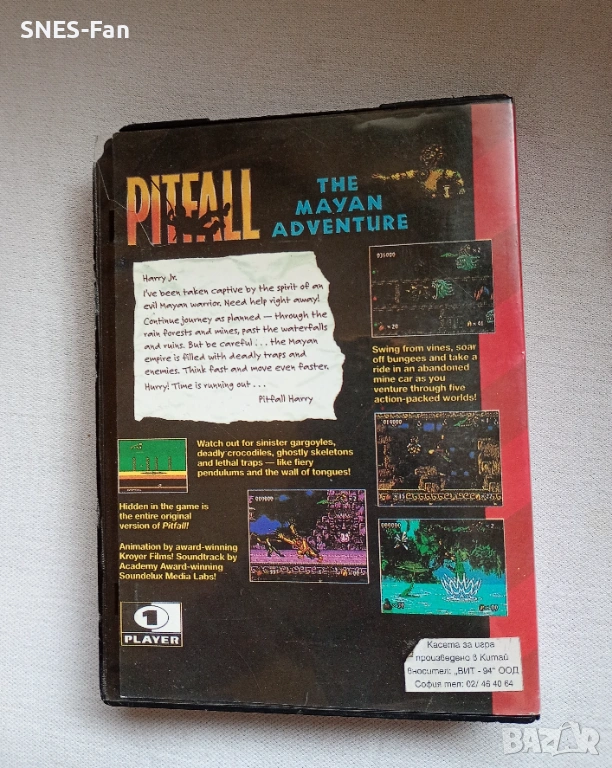 SNES-Fan
PITFALL
THE
MAYAN
ADVENTURE
Harry Jr.
I've been taken captive by the spirit of an
evil Mayan warrior. Need help right away!
Continue journey as planned — through the
rain forests and mines, past the waterfalls
and ruins. But be careful . . . the Mayan
empire is filled with deadly traps and
enemies. Think fast and move even faster.
Hurry! Time is running out . . .
Pitfall Harry
Swing from vines, soar
off bungees and take a
ride in an abandoned
mine car as you
venture through five
action-packed worlds!
Watch out for sinister gargoyles,
deadly crocodiles, ghostly skeletons
and lethal traps — like fiery
pendulums and the wall of tongues!
Hidden in the game is
the entire original
version of Pitfall!
Animation by award-winning
Kroyer Films! Soundtrack by
Academy Award-winning
Soundelux Media Labs!
1
PLAYER
Касета за игра
произведено в Китай
вносител: „ВИТ - 94" ООД
София тел: 02/ 46 40 64
BAZAR